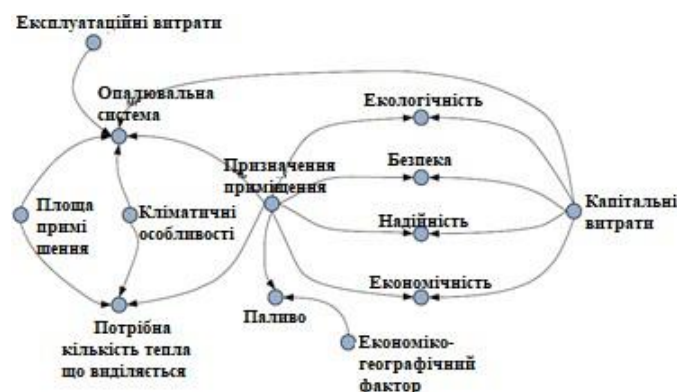 Експлуатаційні витрати
Опалювальна
система
Екологічність
Призначення
приміщення
Безпека
Площа
примі
щення
Кліматичні
особливості
Надійність
Капітальні
витрати
Економічність
Паливо
Потрібна
кількість тепла
що виділяється
Економіко-
географічний
фактор